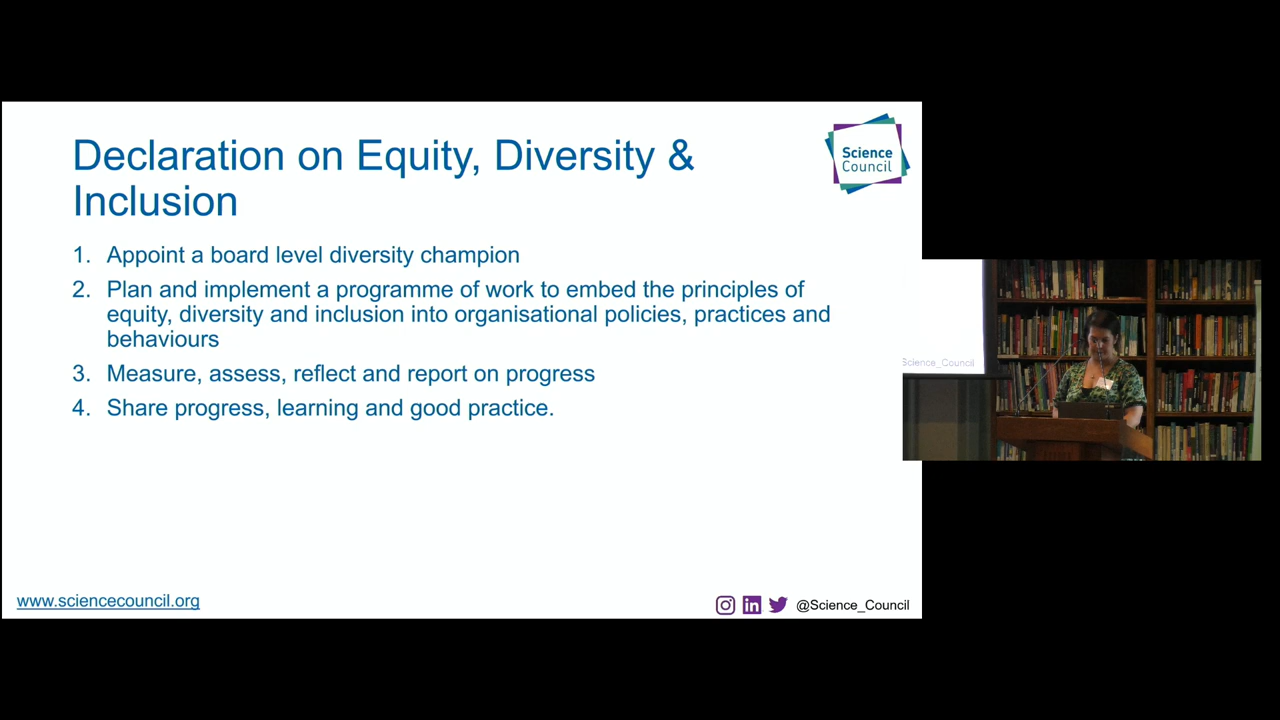 Declaration on Equity, Diversity &
Inclusion
Science
Council
1. Appoint a board level diversity champion
2. Plan and implement a programme of work to embed the principles of
equity, diversity and inclusion into organisational policies, practices and
behaviours
3. Measure, assess, reflect and report on progress
4. Share progress, learning and good practice.
www.sciencecouncil.org
@Science_Council
Science_Council